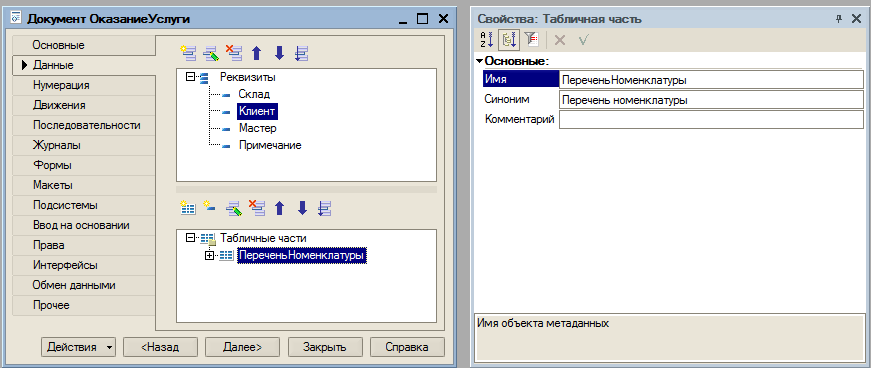 Документ ОказаниеУслуги
Основные
Данные
Нумерация
Движения
Последовательности
Журналы
Формы
Макеты
Подсистемы
Ввод на основании
Права
Интерфейсы
Обмен данными
Прочее
Реквизиты
Склад
Клиент
Мастер
Примечание
Табличные части
ПереченьНоменклатуры
Действия
<Назад
Далее>
Закрыть
Справка
Свойства: Табличная часть
Основные:
Имя ПереченьНоменклатуры
Синоним Перечень номенклатуры
Комментарий
Имя объекта метаданных